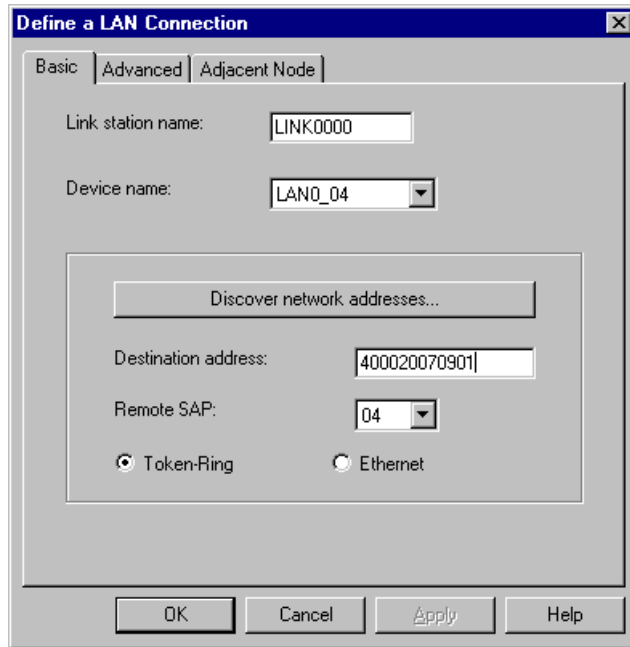 Define a LAN Connection
Basic Advanced Adjacent Node
Link station name: LINK0000
Device name: LAN0_04
Discover network addresses...
Destination address: 400020070901
Remote SAP: 04
Token-Ring Ethernet
OK Cancel Apply Help